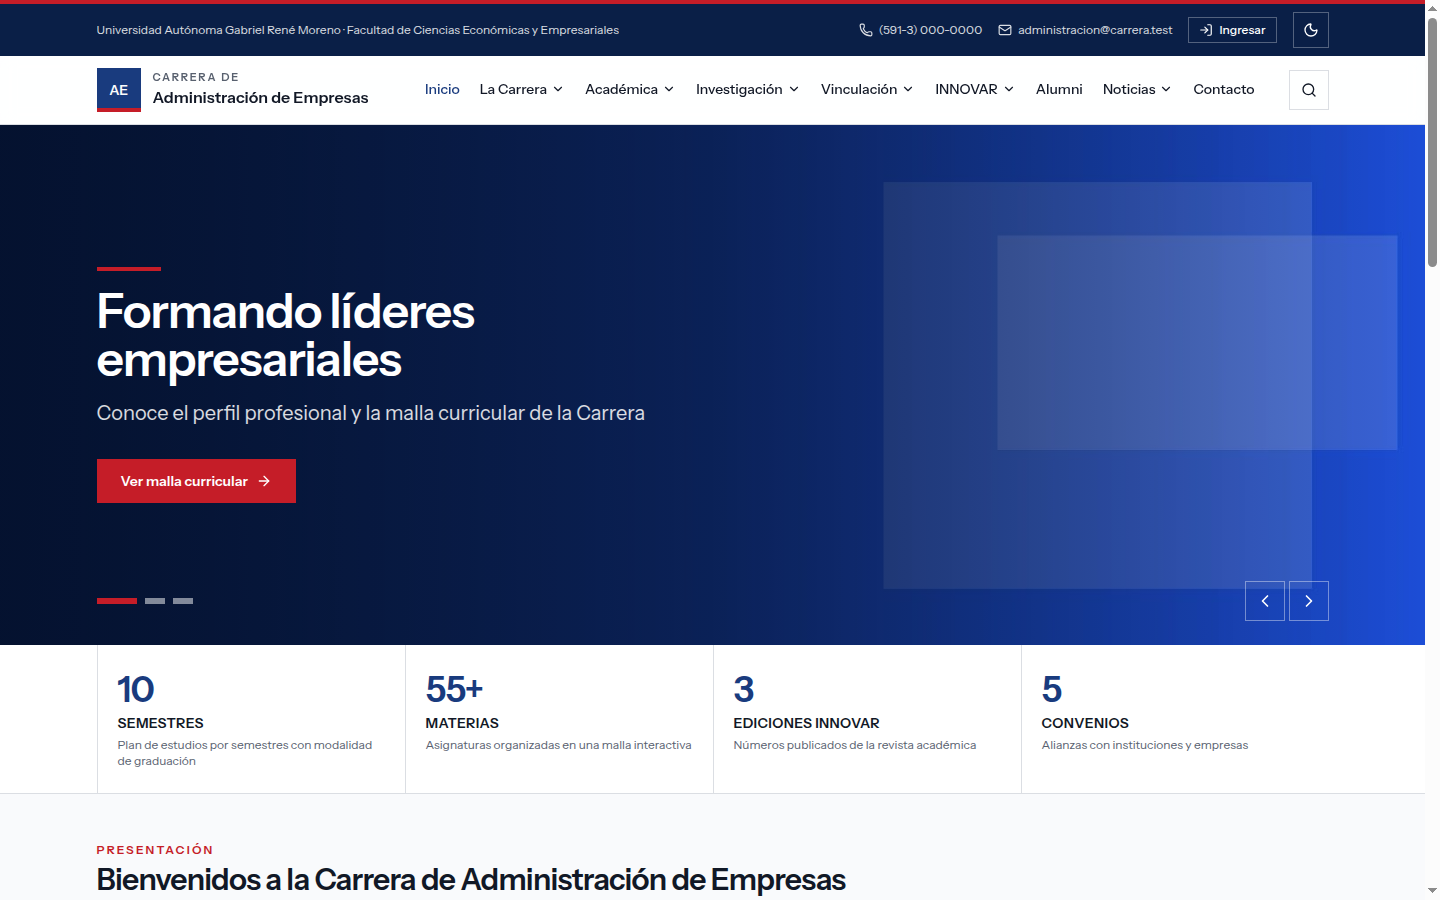 Universidad Autónoma Gabriel René Moreno · Facultad de Ciencias Económicas y Empresariales
(591-3) 000-0000
administracion@carrera.test
Ingresar
AE
CARRERA DE
Administración de Empresas
Inicio
La Carrera
Académica
Investigación
Vinculación
INNOVAR
Alumni
Noticias
Contacto
Formando líderes
empresariales
Conoce el perfil profesional y la malla curricular de la Carrera
Ver malla curricular
10
SEMESTRES
Plan de estudios por semestres con modalidad
de graduación
55+
MATERIAS
Asignaturas organizadas en una malla interactiva
3
EDICIONES INNOVAR
Números publicados de la revista académica
5
CONVENIOS
Alianzas con instituciones y empresas
PRESENTACIÓN
Bienvenidos a la Carrera de Administración de Empresas